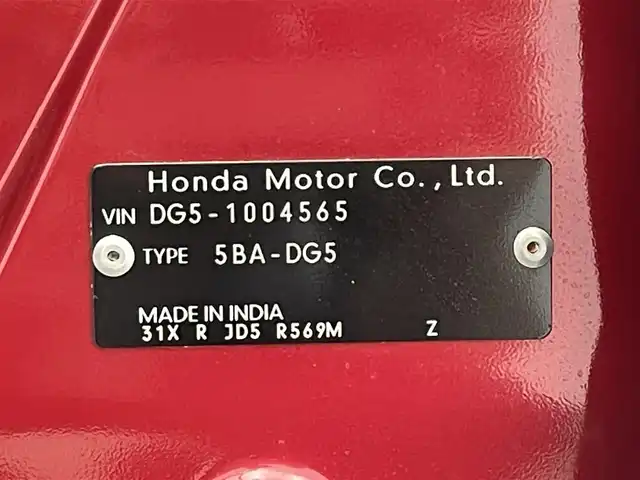 Honda Motor Co., Ltd.
VIN DG5-1004565
TYPE 5BA-DG5
MADE IN INDIA
31X R JD5 R569M Z